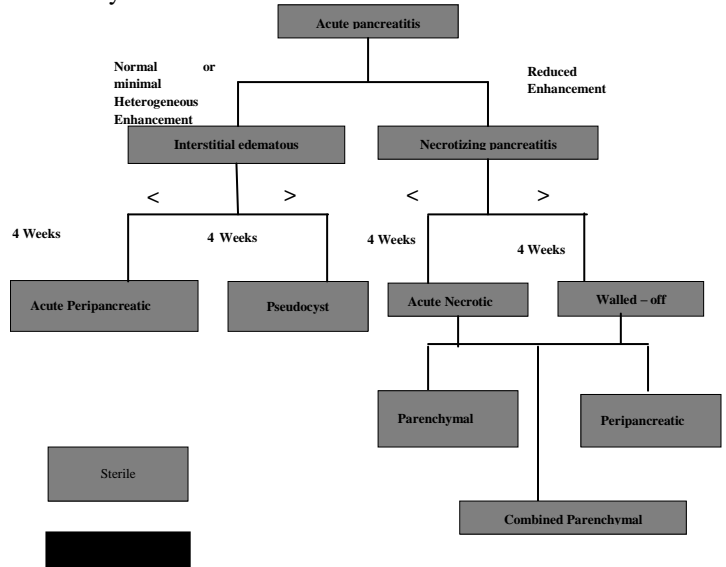 Acute pancreatitis
Normal or
minimal
Heterogeneous
Enhancement
Reduced
Enhancement
Interstitial edematous
Necrotizing pancreatitis
< > < >
4 Weeks
4 Weeks
4 Weeks
4 Weeks
Acute Peripancreatic
Pseudocyst
Acute Necrotic
Walled – off
Parenchymal
Peripancreatic
Sterile
Combined Parenchymal